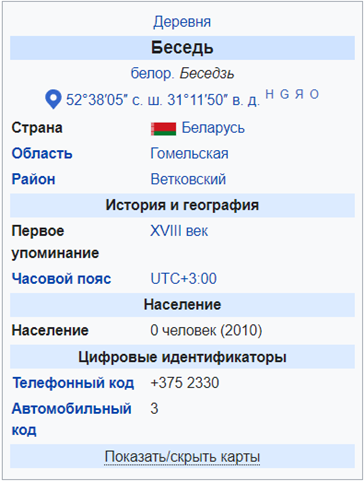 Деревня
Беседь
белор. Беседзь
52°38′05″ с. ш. 31°11′50″ в. д. H G Я O
Страна Беларусь
Область Гомельская
Район Ветковский
История и география
Первое XVIII век
упоминание
Часовой пояс UTC+3:00
Население
Население 0 человек (2010)
Цифровые идентификаторы
Телефонный код +375 2330
Автомобильный 3
код
Показать/скрыть карты